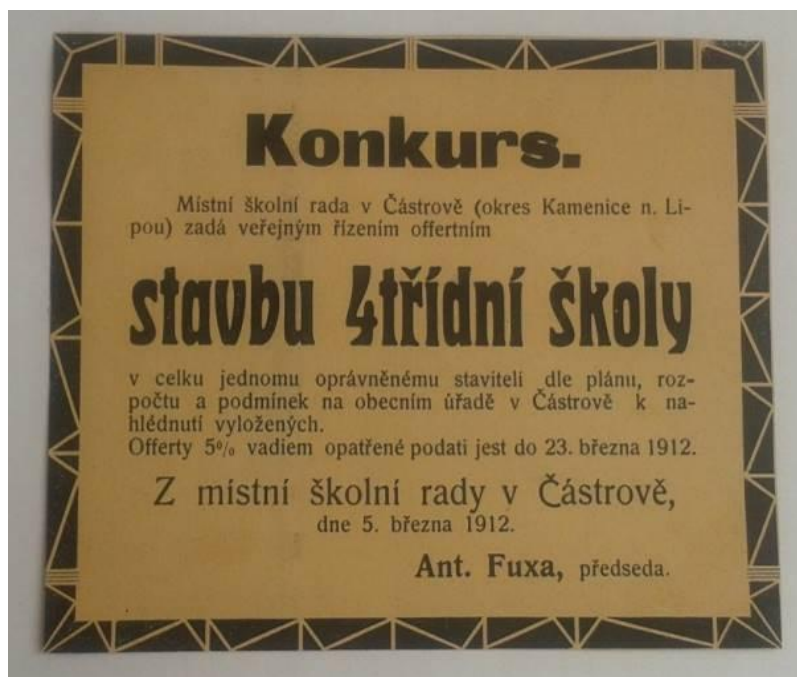 Konkurs.
Místní školní rada v Částrově (okres Kamenice n. Li-
pou) zadá veřejným řízením offertním
stavbu 4třídní školy
v celku jednomu oprávněnému staviteli dle plánu, roz-
počtu a podmínek na obecním úřadě v Částrově k na-
hlédnutí vyložených.
Offerty 5% vadiem opatřené podati jest do 23. března 1912.
Z místní školní rady v Částrově,
dne 5. března 1912.
Ant. Fuxa, předseda.